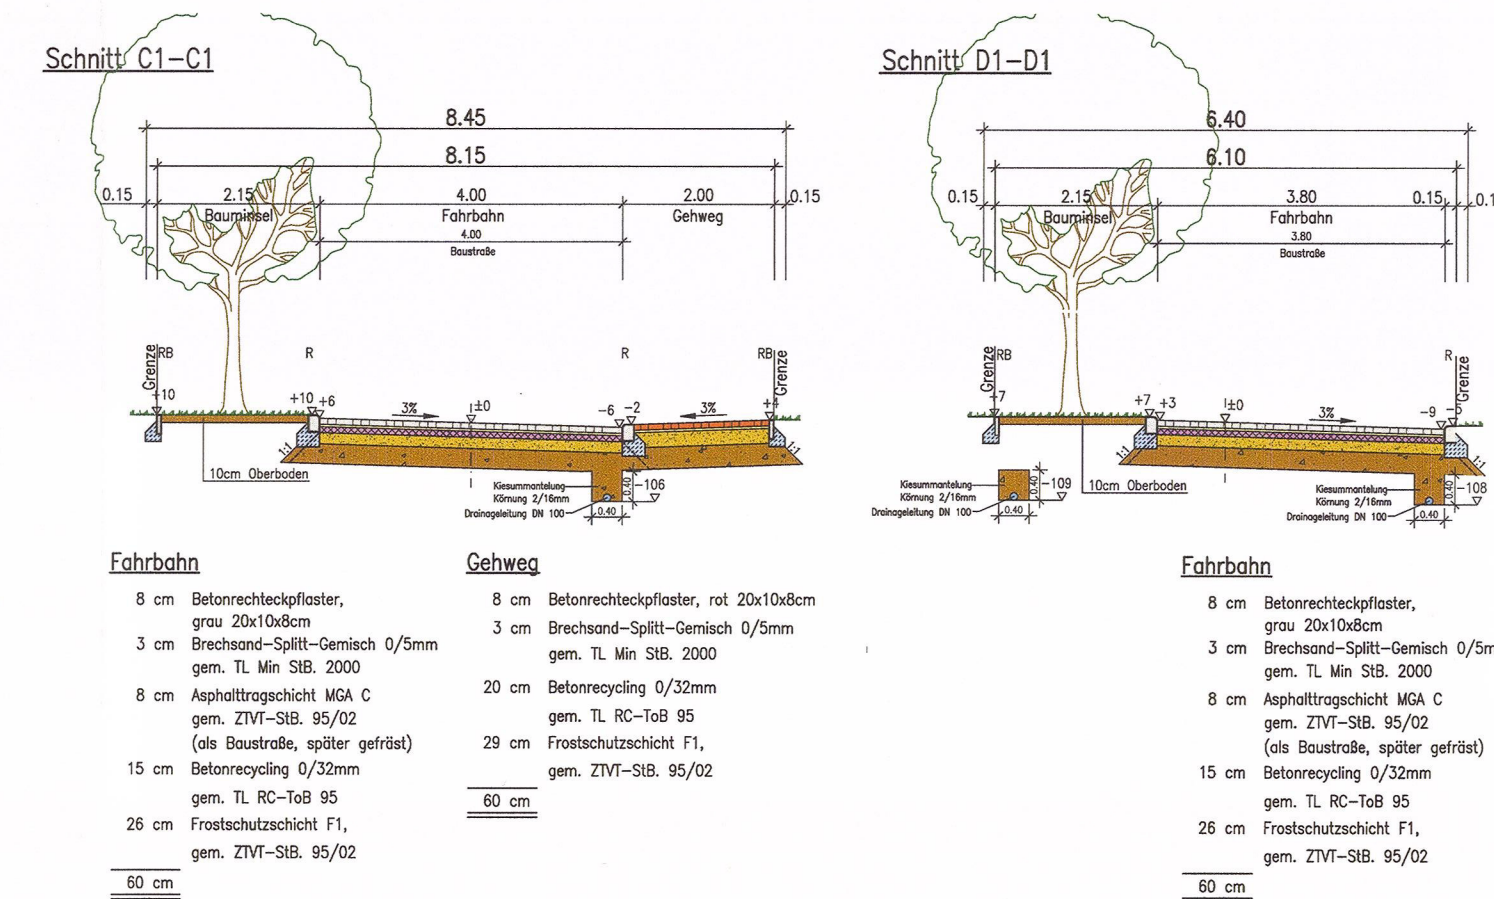 Schnitt C1-C1
8.45
8.15
0.15 2.15 4.00 2.00 0.15
Bauminsel Fahrbahn Gehweg
4.00
Baustraße
Grenze RB R R RB Grenze
+10 +10 +6 3% ±0 -6 -2 3% +4
1:1 1:1
10cm Oberboden
Kiesummantelung
Körnung 2/16mm
Drainageleitung DN 100
0.40 -106
0.40
Fahrbahn
8 cm Betonrechteckpflaster,
grau 20x10x8cm
3 cm Brechsand-Splitt-Gemisch 0/5mm
gem. TL Min StB. 2000
8 cm Asphalttragschicht MGA C
gem. ZTVT-StB. 95/02
(als Baustraße, später gefräst)
15 cm Betonrecycling 0/32mm
gem. TL RC-ToB 95
26 cm Frostschutzschicht F1,
gem. ZTVT-StB. 95/02
60 cm
Gehweg
8 cm Betonrechteckpflaster, rot 20x10x8cm
3 cm Brechsand-Splitt-Gemisch 0/5mm
gem. TL Min StB. 2000
20 cm Betonrecycling 0/32mm
gem. TL RC-ToB 95
29 cm Frostschutzschicht F1,
gem. ZTVT-StB. 95/02
60 cm
Schnitt D1-D1
6.40
6.10
0.15 2.15 3.80 0.15
Bauminsel Fahrbahn
3.80
Baustraße
Grenze RB R Grenze
+7 +7 +3 ±0 3% -9
1:1 1:1
10cm Oberboden
Kiesummantelung
Körnung 2/16mm
Drainageleitung DN 100
0.40 -109
0.40
Kiesummantelung
Körnung 2/16mm
Drainageleitung DN 100
0.40 -108
0.40
Fahrbahn
8 cm Betonrechteckpflaster,
grau 20x10x8cm
3 cm Brechsand-Splitt-Gemisch 0/5m
gem. TL Min StB. 2000
8 cm Asphalttragschicht MGA C
gem. ZTVT-StB. 95/02
(als Baustraße, später gefräst)
15 cm Betonrecycling 0/32mm
gem. TL RC-ToB 95
26 cm Frostschutzschicht F1,
gem. ZTVT-StB. 95/02
60 cm